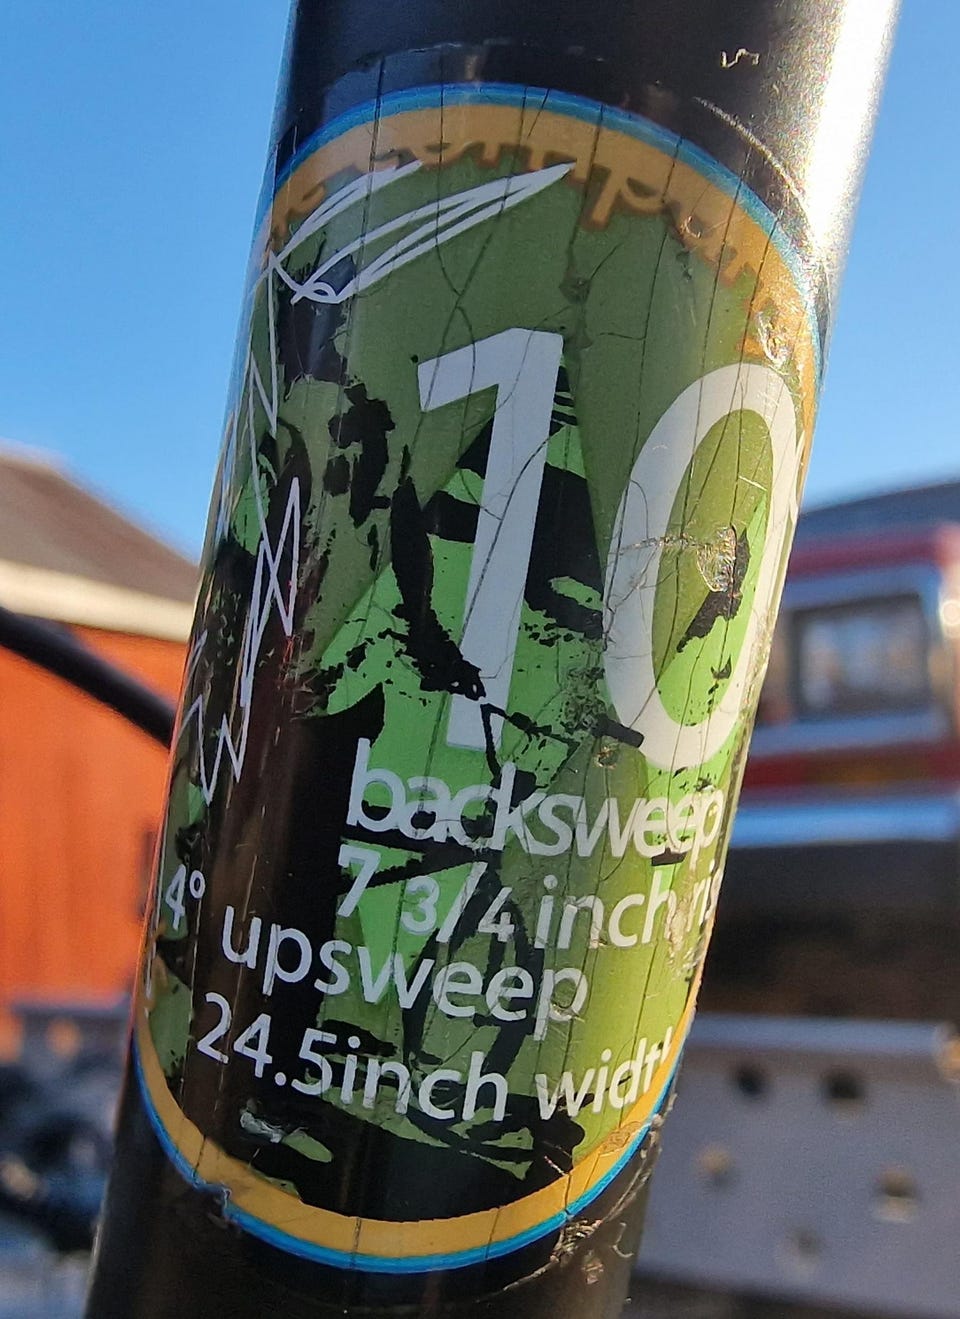 10
backsweep
7 3/4 inch
4° upsweep
24.5inch